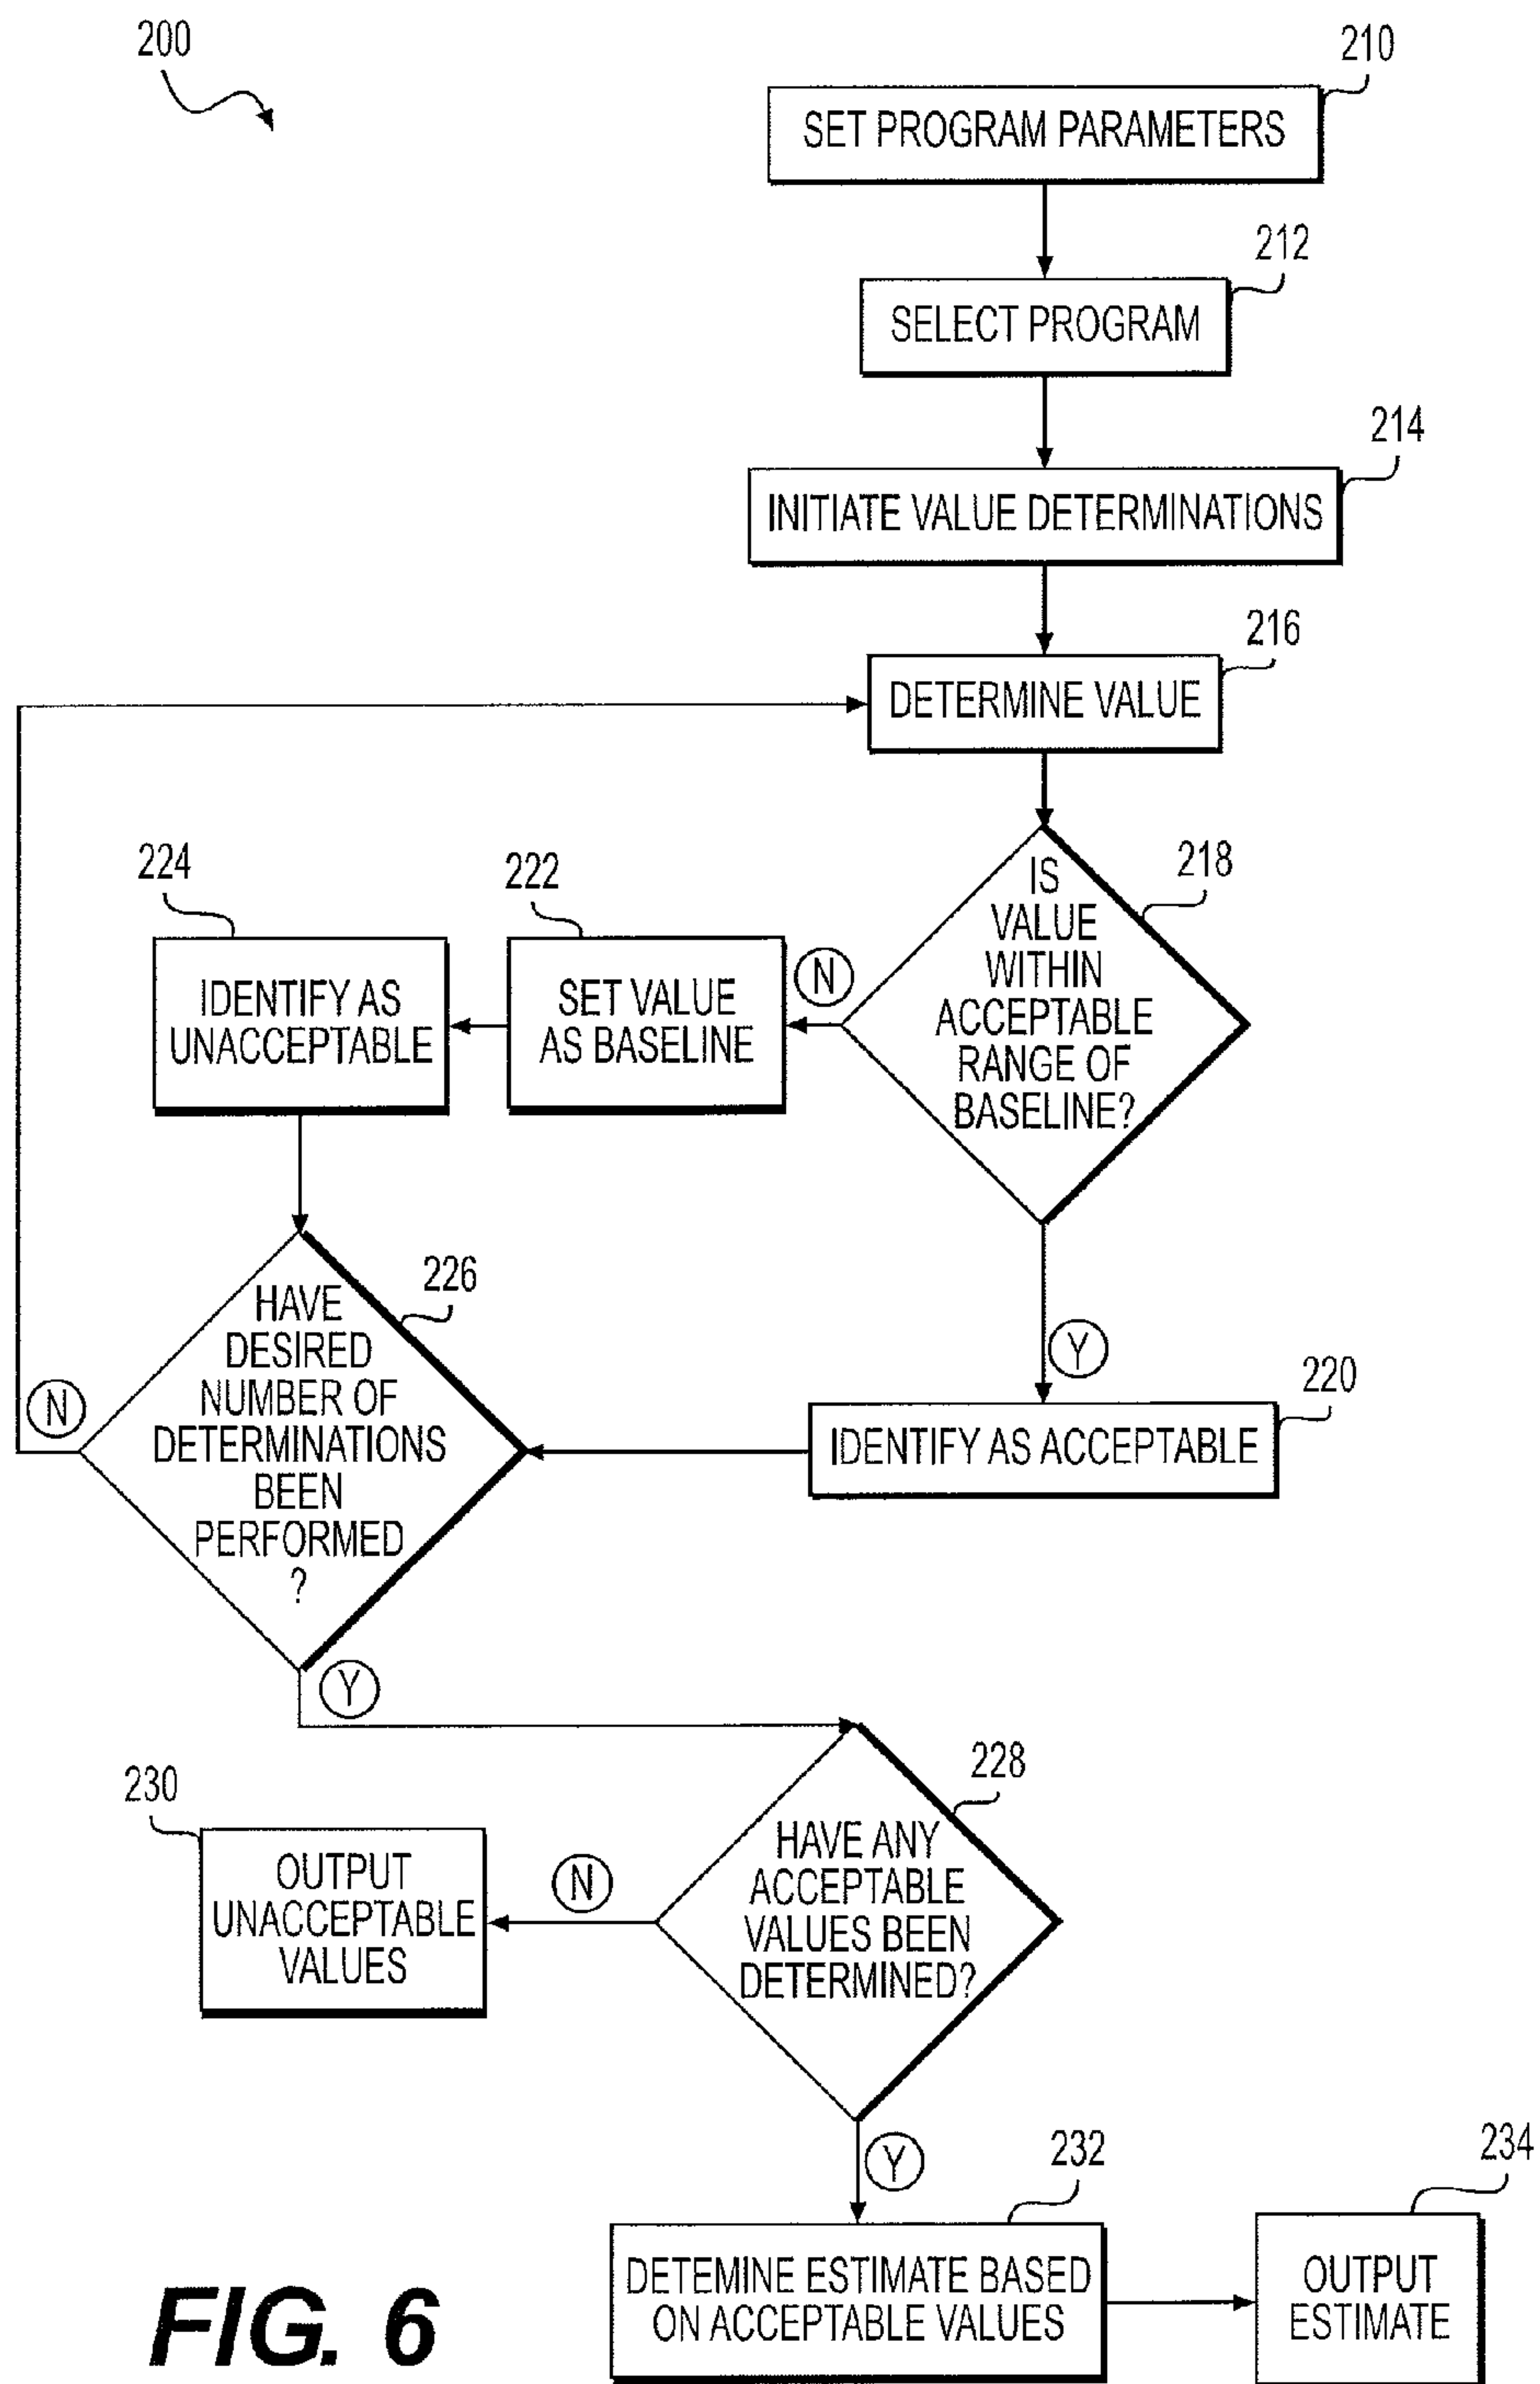 200
210
SET PROGRAM PARAMETERS
212
SELECT PROGRAM
214
INITIATE VALUE DETERMINATIONS
216
DETERMINE VALUE
218
IS
VALUE
WITHIN
ACCEPTABLE
RANGE OF
BASELINE?
N
222
SET VALUE
AS BASELINE
224
IDENTIFY AS
UNACCEPTABLE
Y
220
IDENTIFY AS ACCEPTABLE
226
HAVE
DESIRED
NUMBER OF
DETERMINATIONS
BEEN
PERFORMED
?
N
Y
228
HAVE ANY
ACCEPTABLE
VALUES BEEN
DETERMINED?
N
230
OUTPUT
UNACCEPTABLE
VALUES
Y
232
DETEMINE ESTIMATE BASED
ON ACCEPTABLE VALUES
234
OUTPUT
ESTIMATE
FIG. 6